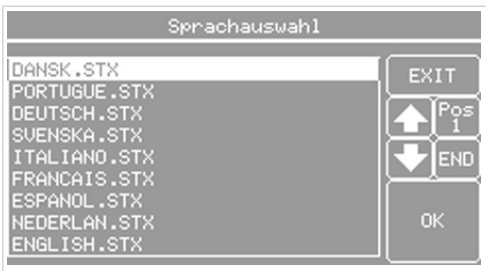 Sprachauswahl
DANSK.STX
PORTUGUE.STX
DEUTSCH.STX
SVENSKA.STX
ITALIANO.STX
FRANCAIS.STX
ESPANOL.STX
NEDERLAN.STX
ENGLISH.STX
EXIT
Pos
1
END
OK